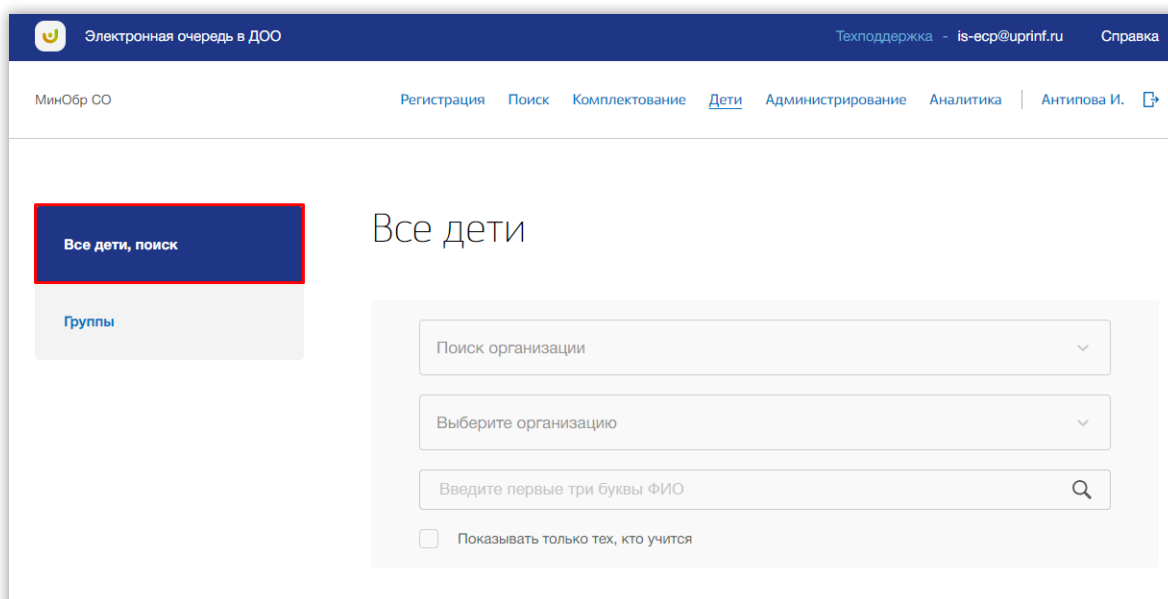 Электронная очередь в ДОО
Техподдержка - is-ecp@uprinf.ru Справка
МинОбр СО
Регистрация Поиск Комплектование Дети Администрирование Аналитика Антипова И.
Все дети, поиск
Группы
Все дети
Поиск организации
Выберите организацию
Введите первые три буквы ФИО
Показывать только тех, кто учится